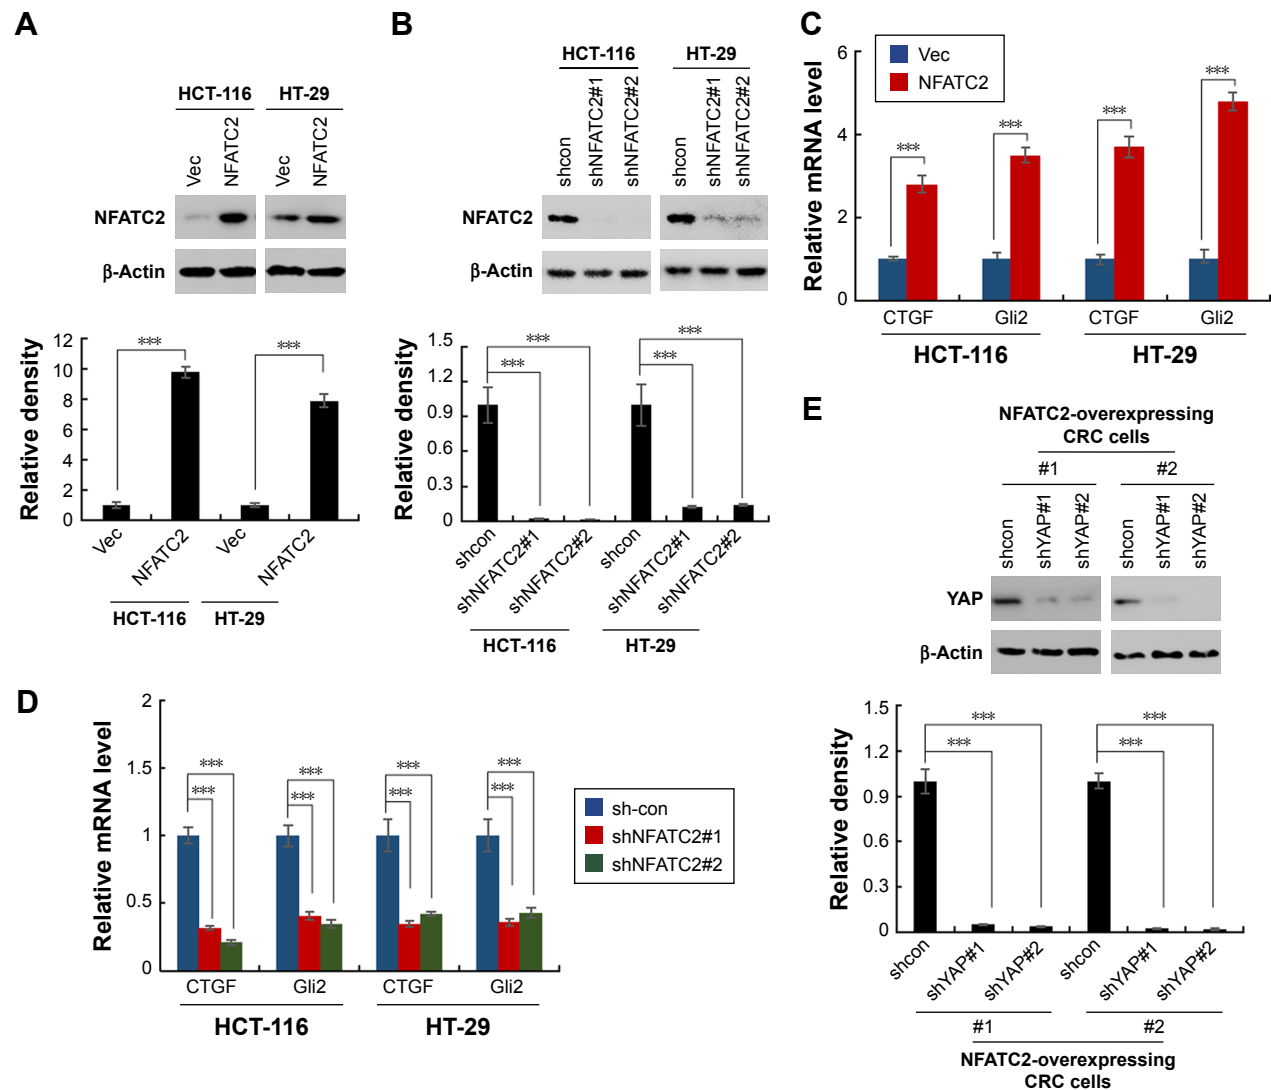 A
HCT-116 HT-29
Vec NFATC2 Vec NFATC2
NFATC2
β-Actin
Relative density
12
10
8
6
4
2
0
*** ***
Vec NFATC2 Vec NFATC2
HCT-116 HT-29
B
HCT-116 HT-29
shcon shNFATC2#1 shNFATC2#2 shcon shNFATC2#1 shNFATC2#2
NFATC2
β-Actin
Relative density
1.5
1.2
0.9
0.6
0.3
0
*** *** *** ***
shcon shNFATC2#1 shNFATC2#2 shcon shNFATC2#1 shNFATC2#2
HCT-116 HT-29
C
Vec
NFATC2
Relative mRNA level
6
4
2
0
*** *** *** ***
CTGF Gli2 CTGF Gli2
HCT-116 HT-29
D
Relative mRNA level
2
1.5
1
0.5
0
*** *** *** ***
*** *** *** ***
CTGF Gli2 CTGF Gli2
HCT-116 HT-29
sh-con
shNFATC2#1
shNFATC2#2
E
NFATC2-overexpressing
CRC cells
#1 #2
shcon shYAP#1 shYAP#2 shcon shYAP#1 shYAP#2
YAP
β-Actin
Relative density
1.5
1.2
0.9
0.6
0.3
0
*** ***
*** ***
shcon shYAP#1 shYAP#2 shcon shYAP#1 shYAP#2
#1 #2
NFATC2-overexpressing
CRC cells